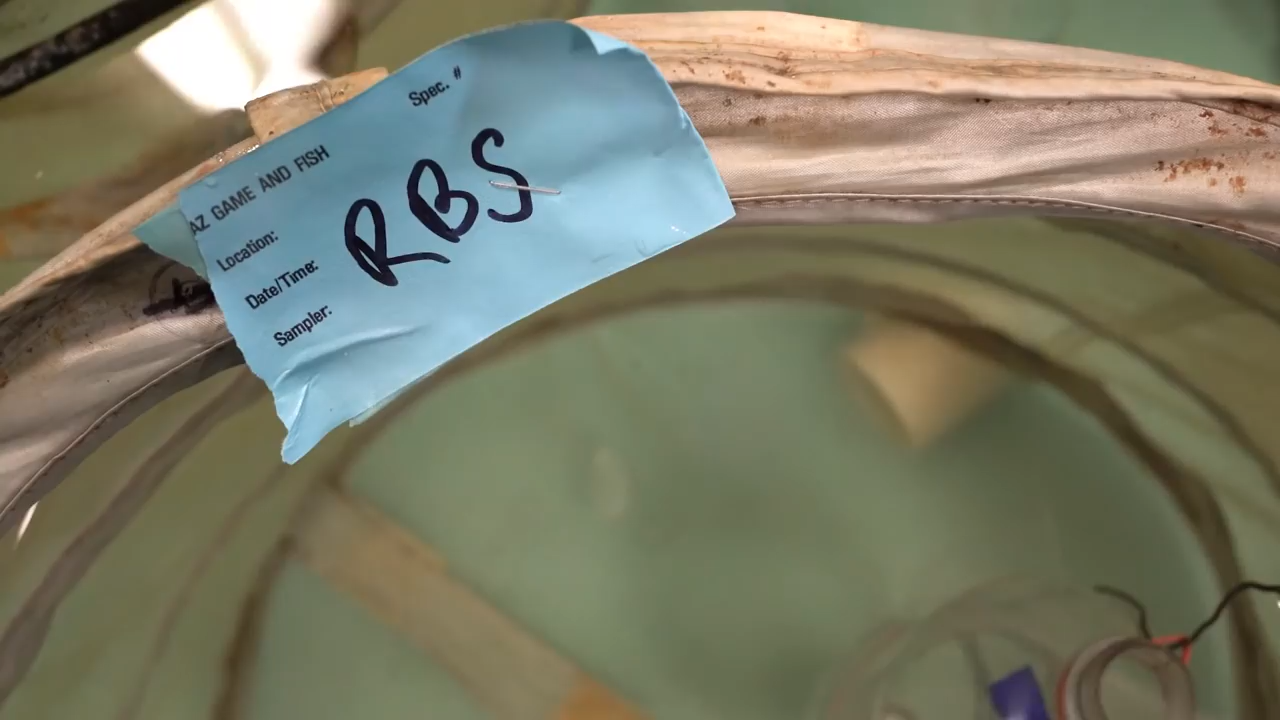 Spec. #
AZ GAME AND FISH
Location:
Date/Time:
Sampler:
RBS